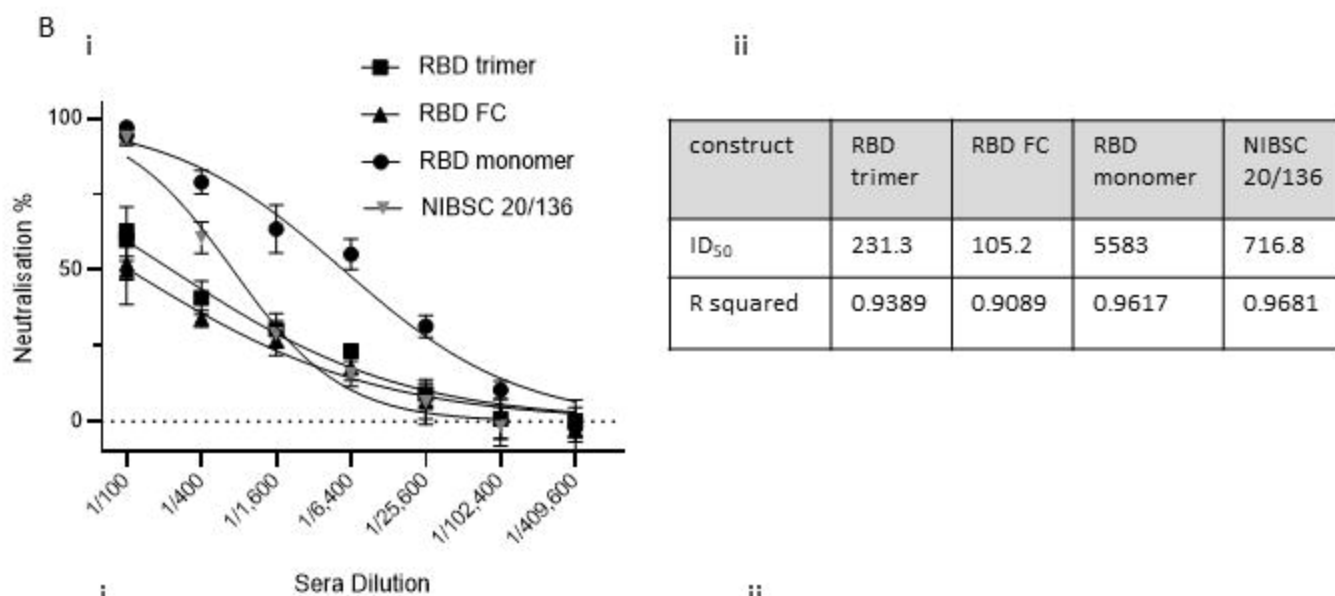 B
i
RBD trimer
RBD FC
RBD monomer
NIBSC 20/136
100
50
0
Neutralisation %
1/100
1/400
1/1,600
1/6,400
1/25,600
1/102,400
1/409,600
Sera Dilution
ii
construct RBD trimer RBD FC RBD monomer NIBSC 20/136
ID₅₀ 231.3 105.2 5583 716.8
R squared 0.9389 0.9089 0.9617 0.9681
i
ii